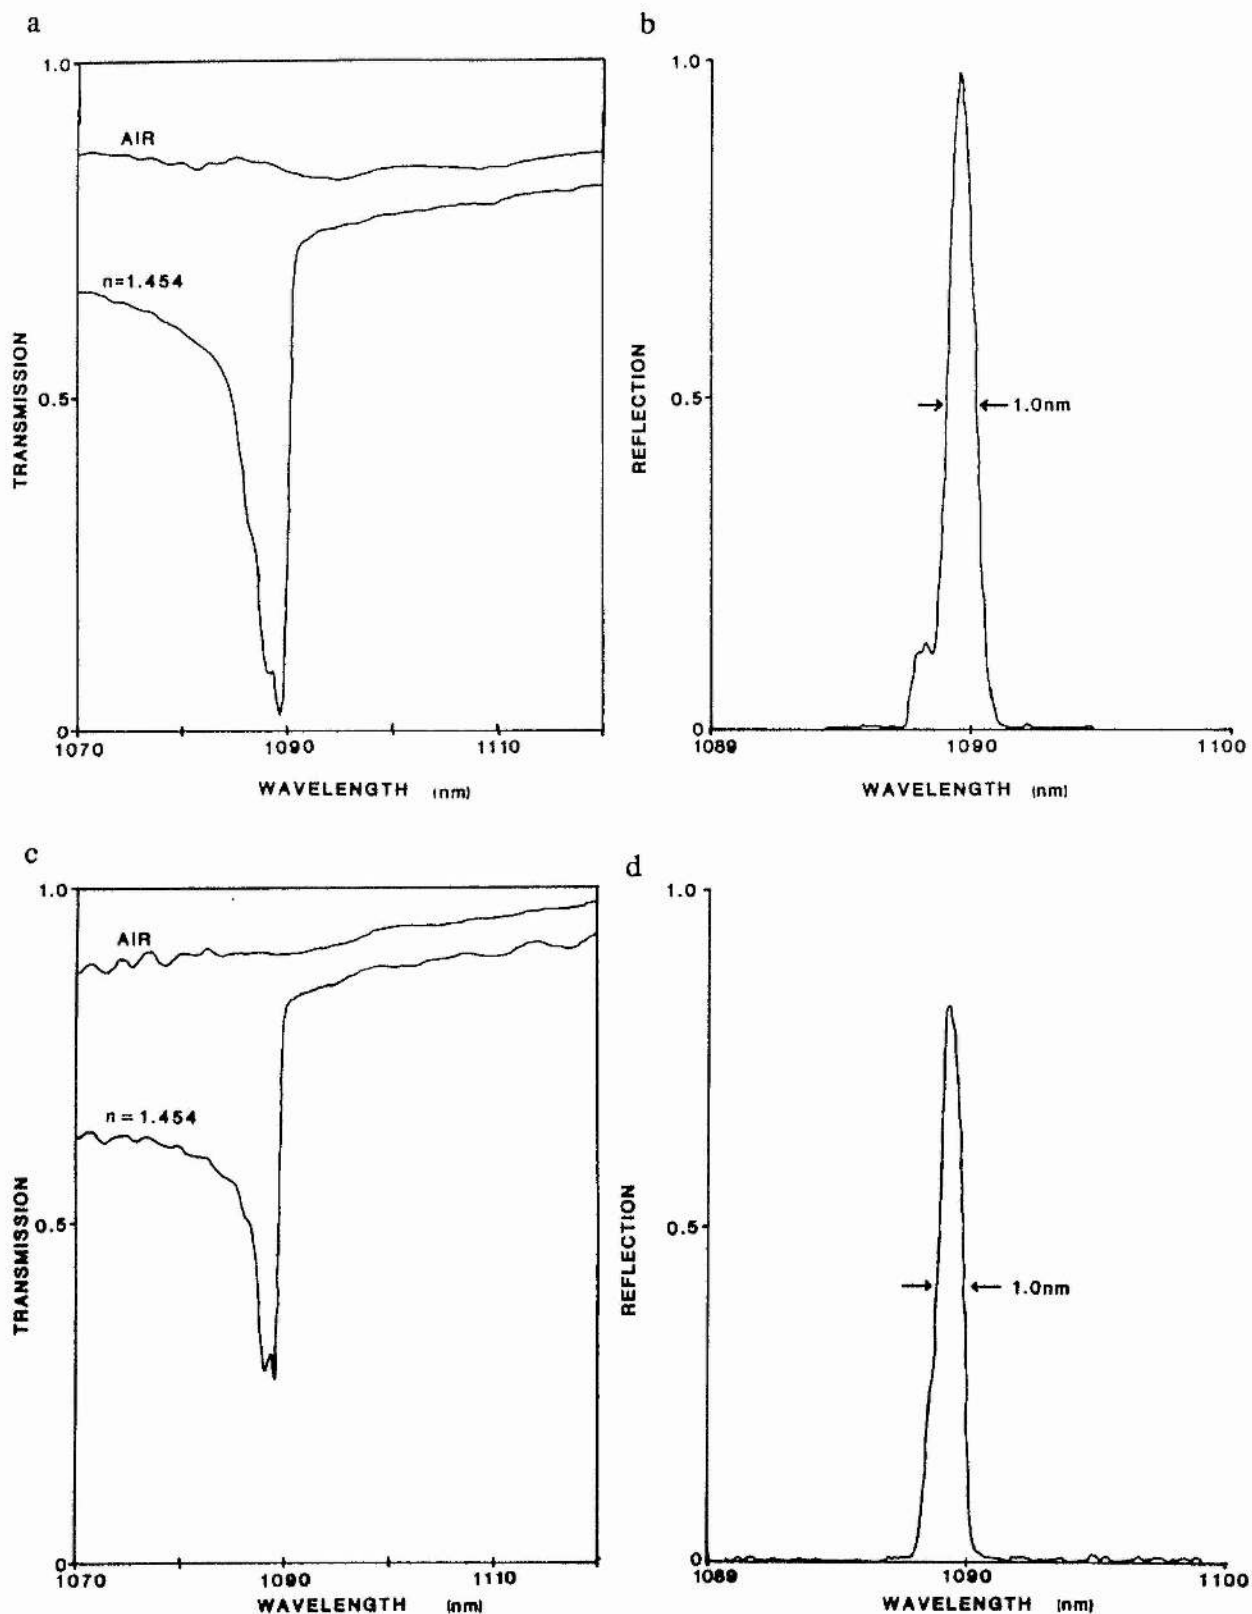 a
1.0
AIR
n=1.454
TRANSMISSION
0.5
0
1070
1090
1110
WAVELENGTH (nm)
b
1.0
REFLECTION
0.5
1.0nm
0
1089
1090
1100
WAVELENGTH (nm)
c
1.0
AIR
n = 1.454
TRANSMISSION
0.5
0
1070
1090
1110
WAVELENGTH (nm)
d
1.0
REFLECTION
0.5
1.0nm
0
1089
1090
1100
WAVELENGTH (nm)